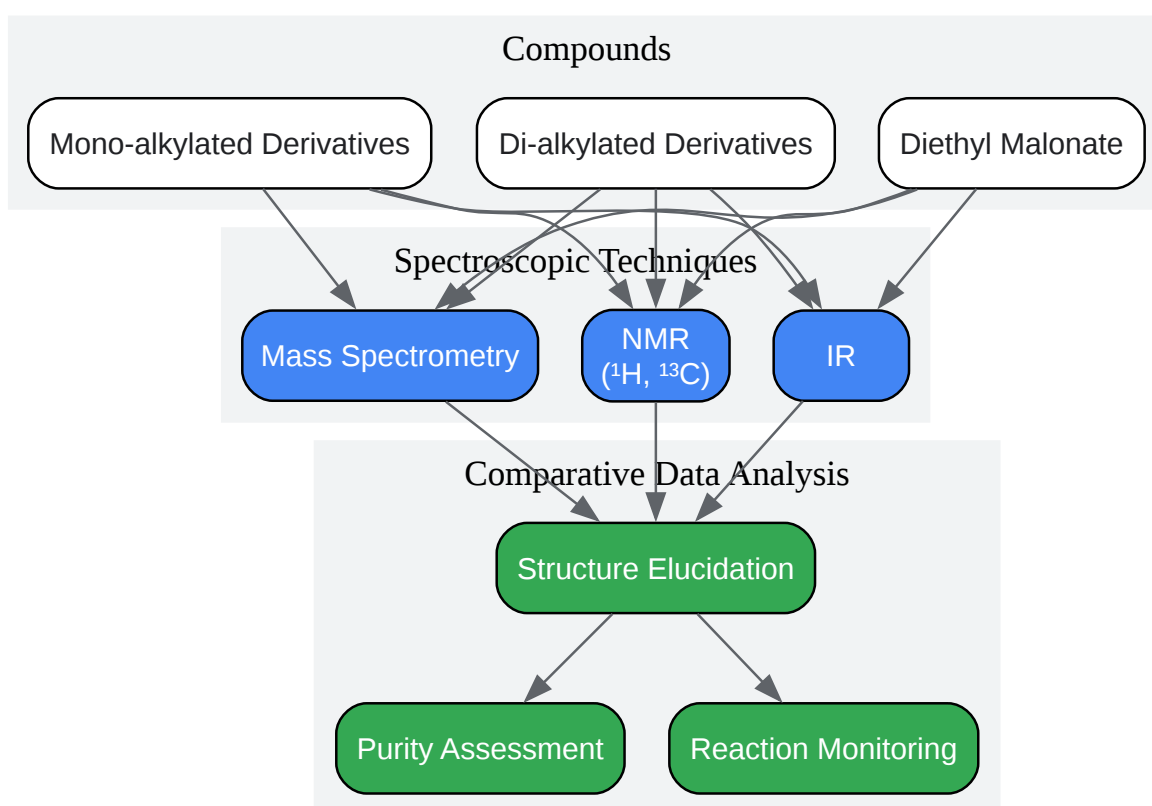 Compounds
Mono-alkylated Derivatives
Di-alkylated Derivatives
Diethyl Malonate
Spectroscopic Techniques
Mass Spectrometry
NMR
(¹H, ¹³C)
IR
Comparative Data Analysis
Structure Elucidation
Purity Assessment
Reaction Monitoring